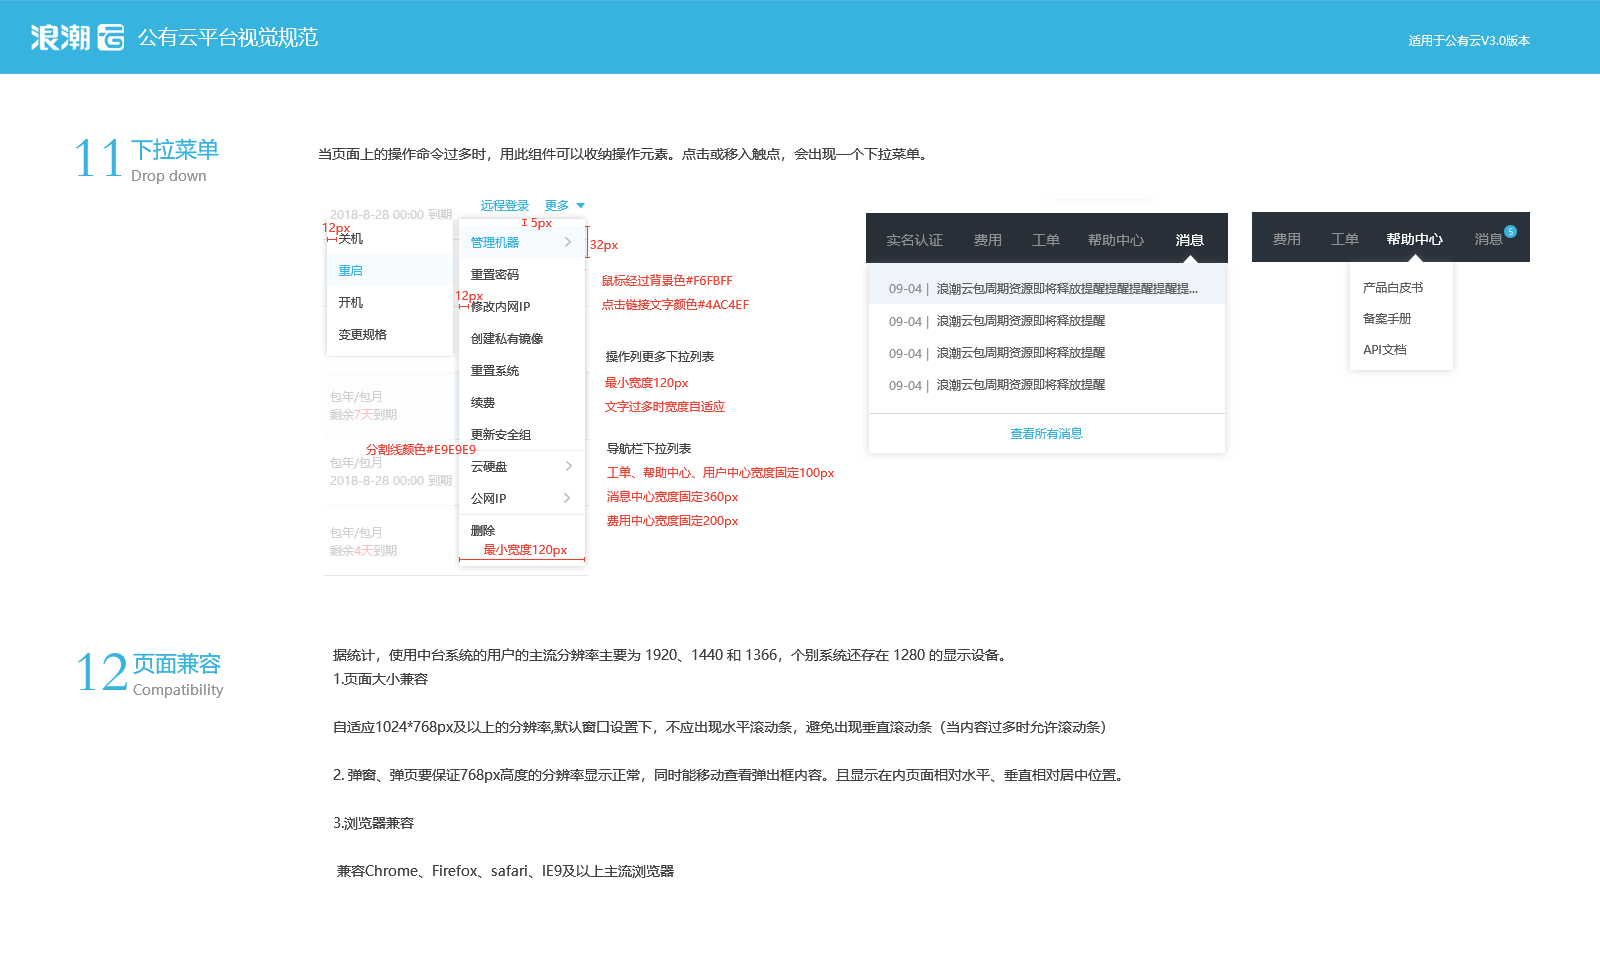 浪潮云 公有云平台视觉规范
适用于公有云V3.0版本
11 下拉菜单
Drop down
当页面上的操作命令过多时，用此组件可以收纳操作元素。点击或移入触点，会出现一个下拉菜单。
远程登录 更多
2018-8-28 00:00 到期
5px
12px
关机
重启
开机
变更规格
管理机器
32px
重置密码
12px
修改内网IP
创建私有镜像
重置系统
续费
更新安全组
云硬盘
公网IP
删除
最小宽度120px
包年/包月
剩余7天到期
分割线颜色#E9E9E9
包年/包月
2018-8-28 00:00 到期
包年/包月
剩余4天到期
鼠标经过背景色#F6FBFF
点击链接文字颜色#4AC4EF
操作列更多下拉列表
最小宽度120px
文字过多时宽度自适应
导航栏下拉列表
工单、帮助中心、用户中心宽度固定100px
消息中心宽度固定360px
费用中心宽度固定200px
实名认证 费用 工单 帮助中心 消息
09-04 | 浪潮云包周期资源即将释放提醒提醒提醒提醒提...
09-04 | 浪潮云包周期资源即将释放提醒
09-04 | 浪潮云包周期资源即将释放提醒
09-04 | 浪潮云包周期资源即将释放提醒
查看所有消息
费用 工单 帮助中心 消息 5
产品白皮书
备案手册
API文档
12 页面兼容
Compatibility
据统计，使用中台系统的用户的主流分辨率主要为 1920、1440 和 1366，个别系统还存在 1280 的显示设备。
1.页面大小兼容
自适应1024*768px及以上的分辨率,默认窗口设置下，不应出现水平滚动条，避免出现垂直滚动条（当内容过多时允许滚动条）
2. 弹窗、弹页要保证768px高度的分辨率显示正常，同时能移动查看弹出框内容。且显示在内页面相对水平、垂直相对居中位置。
3.浏览器兼容
兼容Chrome、Firefox、safari、IE9及以上主流浏览器